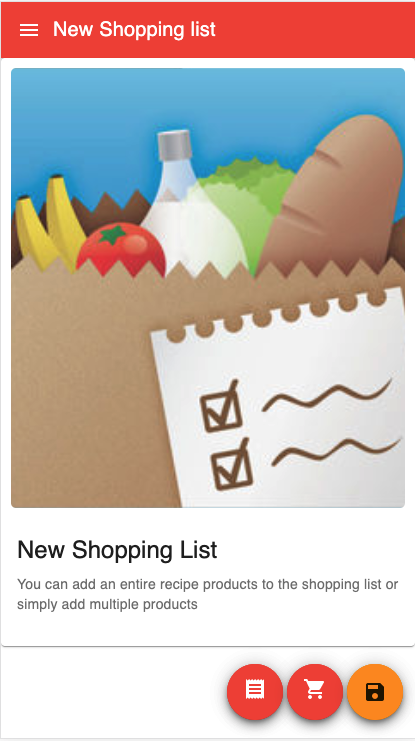 New Shopping list
New Shopping List
You can add an entire recipe products to the shopping list or
simply add multiple products